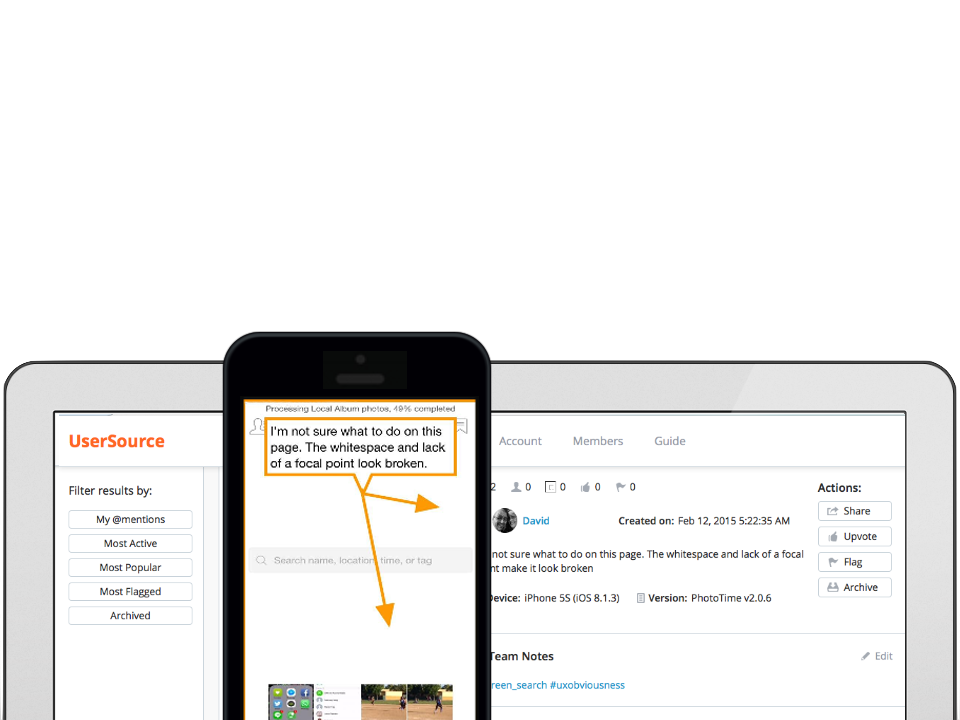 UserSource
Filter results by:
My @mentions
Most Active
Most Popular
Most Flagged
Archived
Processing Local Album photos, 49% completed
I'm not sure what to do on this
page. The whitespace and lack
of a focal point look broken.
Search name, location, time, or tag
Account Members Guide
2 0 0 0 0
David
Created on: Feb 12, 2015 5:22:35 AM
not sure what to do on this page. The whitespace and lack of a focal
nt make it look broken
Device: iPhone 5S (iOS 8.1.3) Version: PhotoTime v2.0.6
Team Notes
Edit
reen_search #uxobviousness
Actions:
Share
Upvote
Flag
Archive